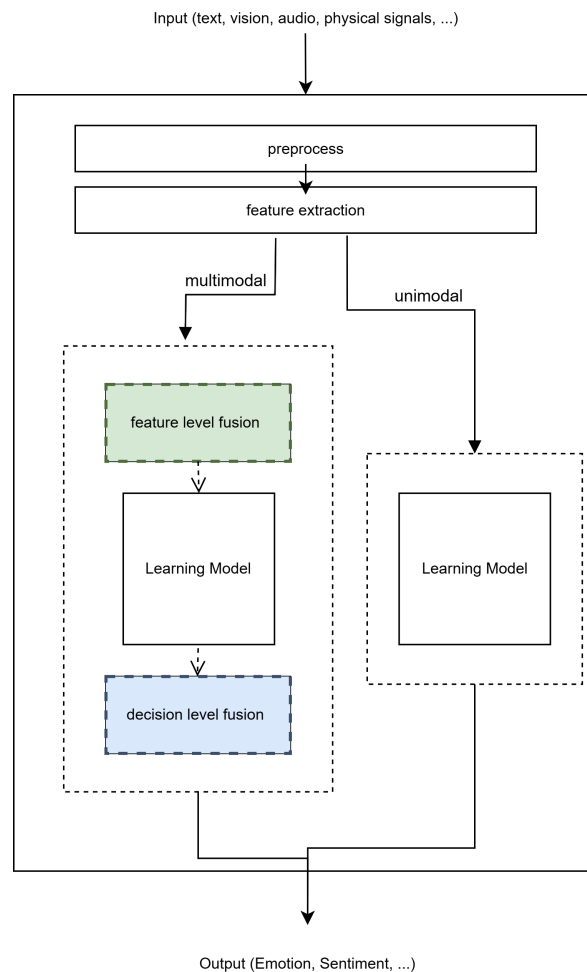 Input (text, vision, audio, physical signals, ...)
preprocess
feature extraction
multimodal
unimodal
feature level fusion
Learning Model
Learning Model
decision level fusion
Output (Emotion, Sentiment, ...)